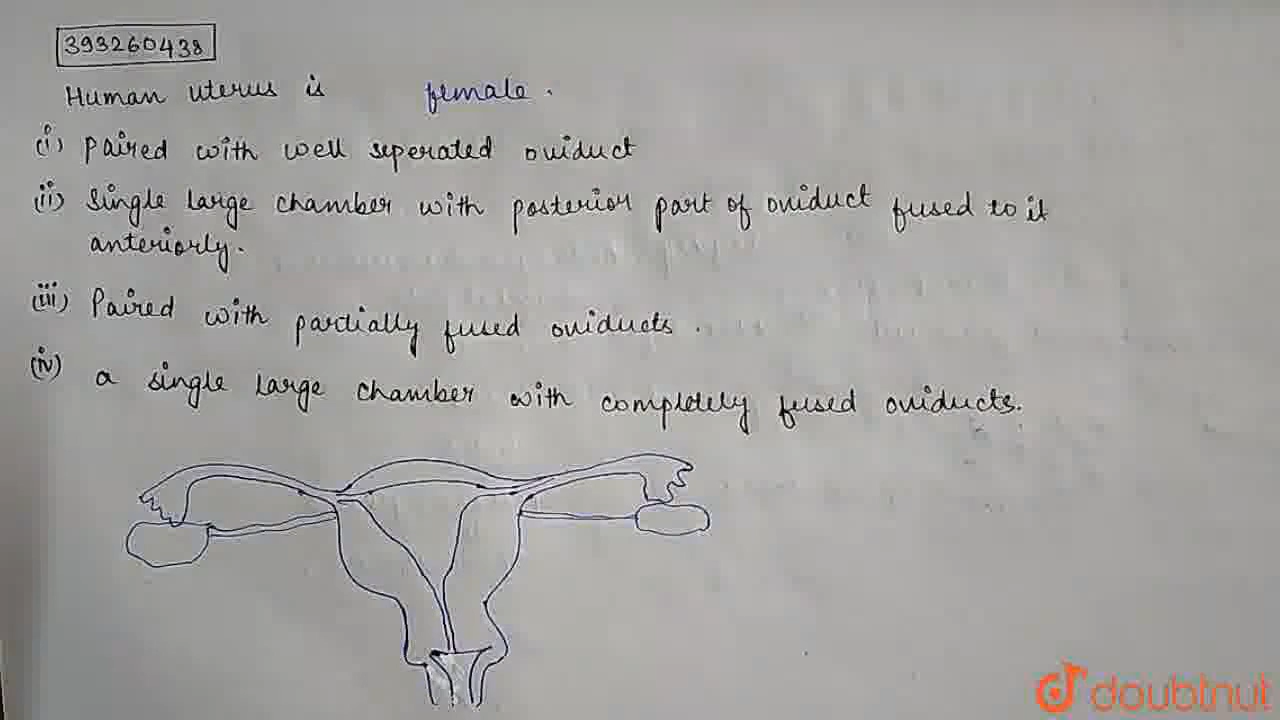 393260438
Human uterus is female.
(i) Paired with well seperated oviduct
(ii) Single large chamber with posterior part of oviduct fused to it
anteriorly.
(iii) Paired with partially fused oviducts.
(iv) a single large chamber with completely fused oviducts.
doubtnut